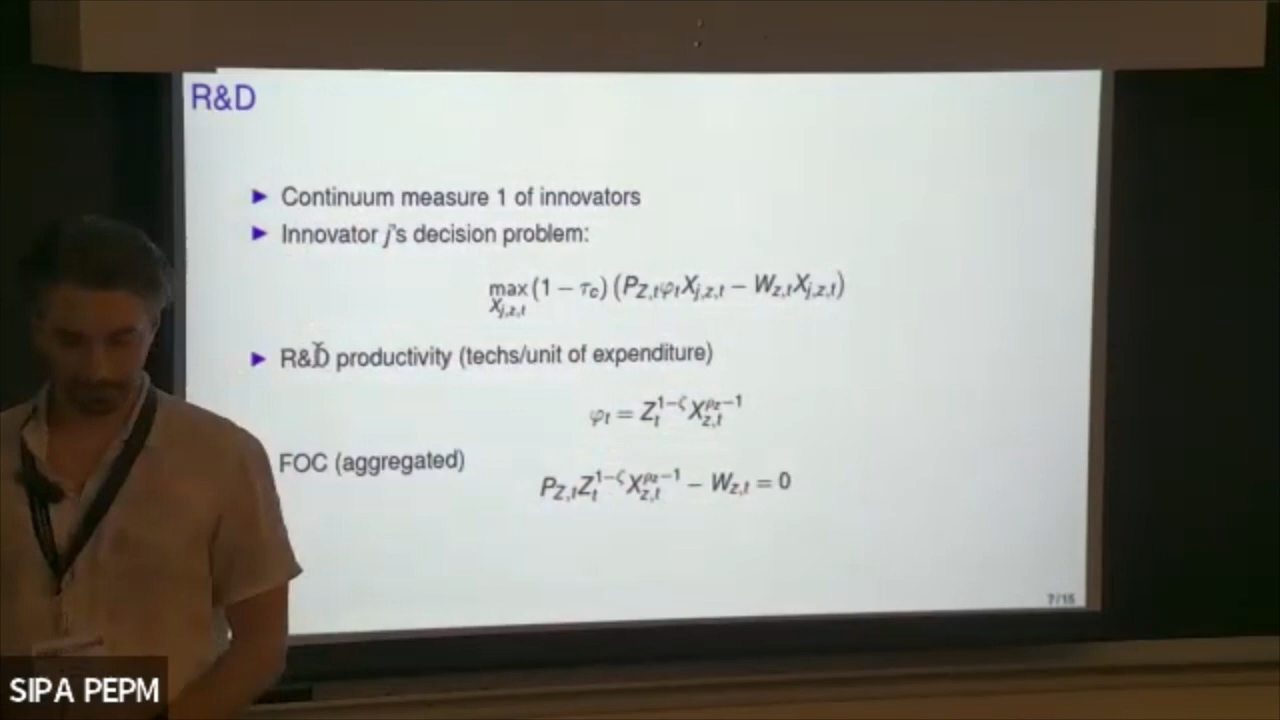 R&D
► Continuum measure 1 of innovators
► Innovator j's decision problem:
max_{X_{j,z,t}} (1 − τ_c) (P_{Z,t}φ_t X_{j,z,t} − W_{z,t}X_{j,z,t})
► R&D productivity (techs/unit of expenditure)
φ_t = Z_t^{1−ζ} X_{z,t}^{ρ_z−1}
FOC (aggregated)
P_{Z,t}Z_t^{1−ζ} X_{z,t}^{ρ_z−1} − W_{z,t} = 0
7/15
SIPA PEPM